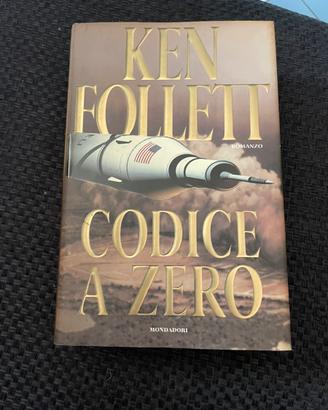 KEN
FOLLETT
ROMANZO
CODICE
A ZERO
MONDADORI